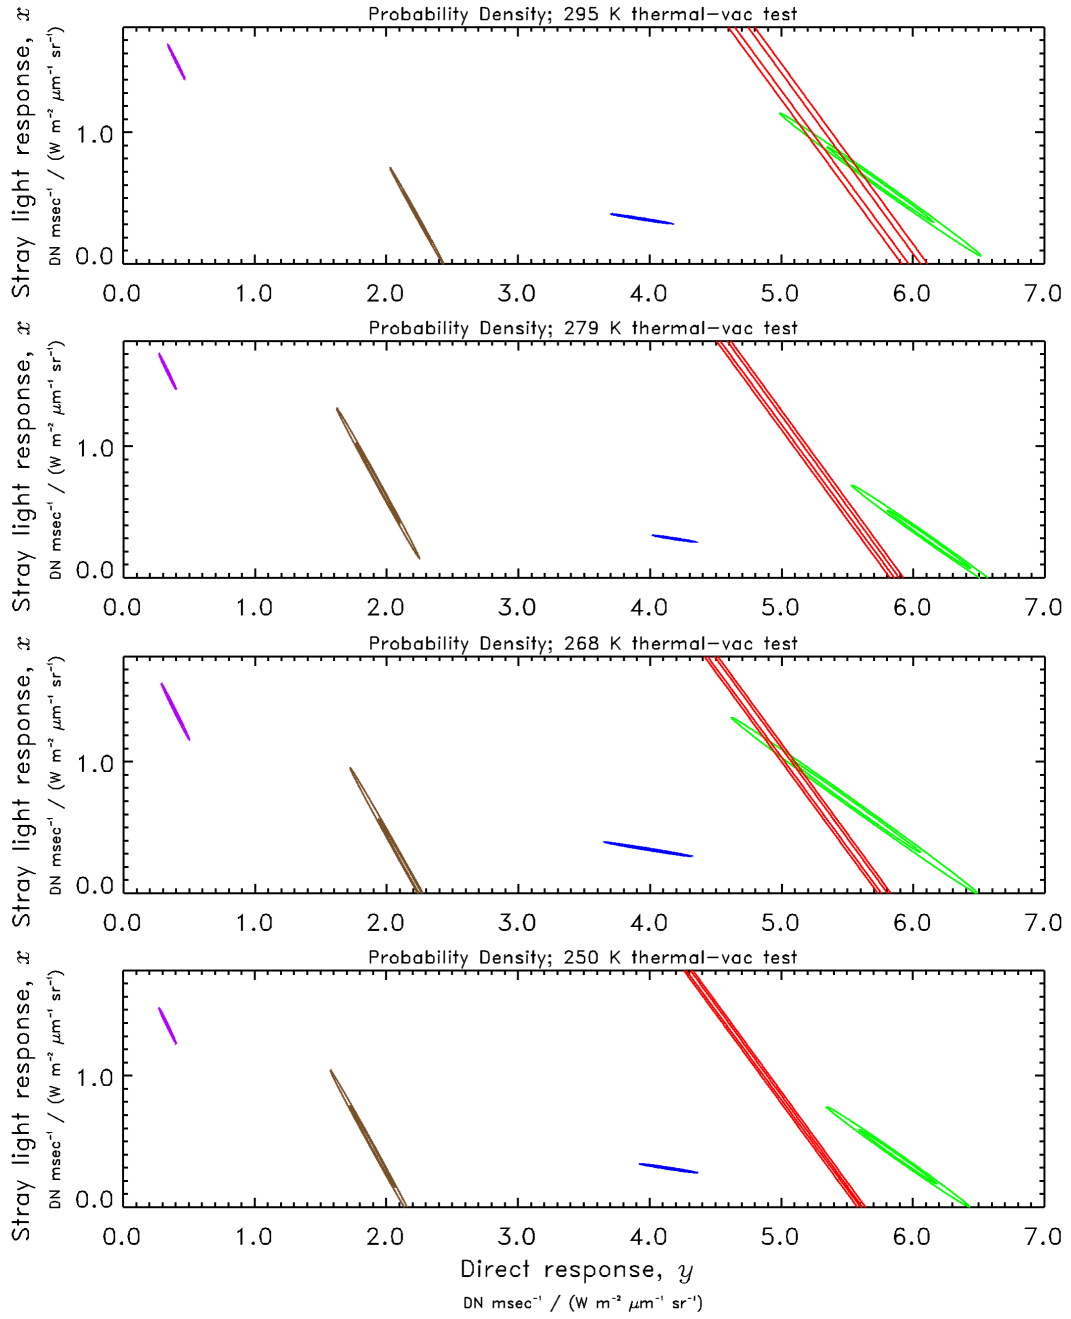 Probability Density; 295 K thermal-vac test
Stray light response, x
DN msec⁻¹ / (W m⁻² μm⁻¹ sr⁻¹)
1.0
0.0
0.0 1.0 2.0 3.0 4.0 5.0 6.0 7.0
Probability Density; 279 K thermal-vac test
Stray light response, x
DN msec⁻¹ / (W m⁻² μm⁻¹ sr⁻¹)
1.0
0.0
0.0 1.0 2.0 3.0 4.0 5.0 6.0 7.0
Probability Density; 268 K thermal-vac test
Stray light response, x
DN msec⁻¹ / (W m⁻² μm⁻¹ sr⁻¹)
1.0
0.0
0.0 1.0 2.0 3.0 4.0 5.0 6.0 7.0
Probability Density; 250 K thermal-vac test
Stray light response, x
DN msec⁻¹ / (W m⁻² μm⁻¹ sr⁻¹)
1.0
0.0
0.0 1.0 2.0 3.0 4.0 5.0 6.0 7.0
Direct response, y
DN msec⁻¹ / (W m⁻² μm⁻¹ sr⁻¹)